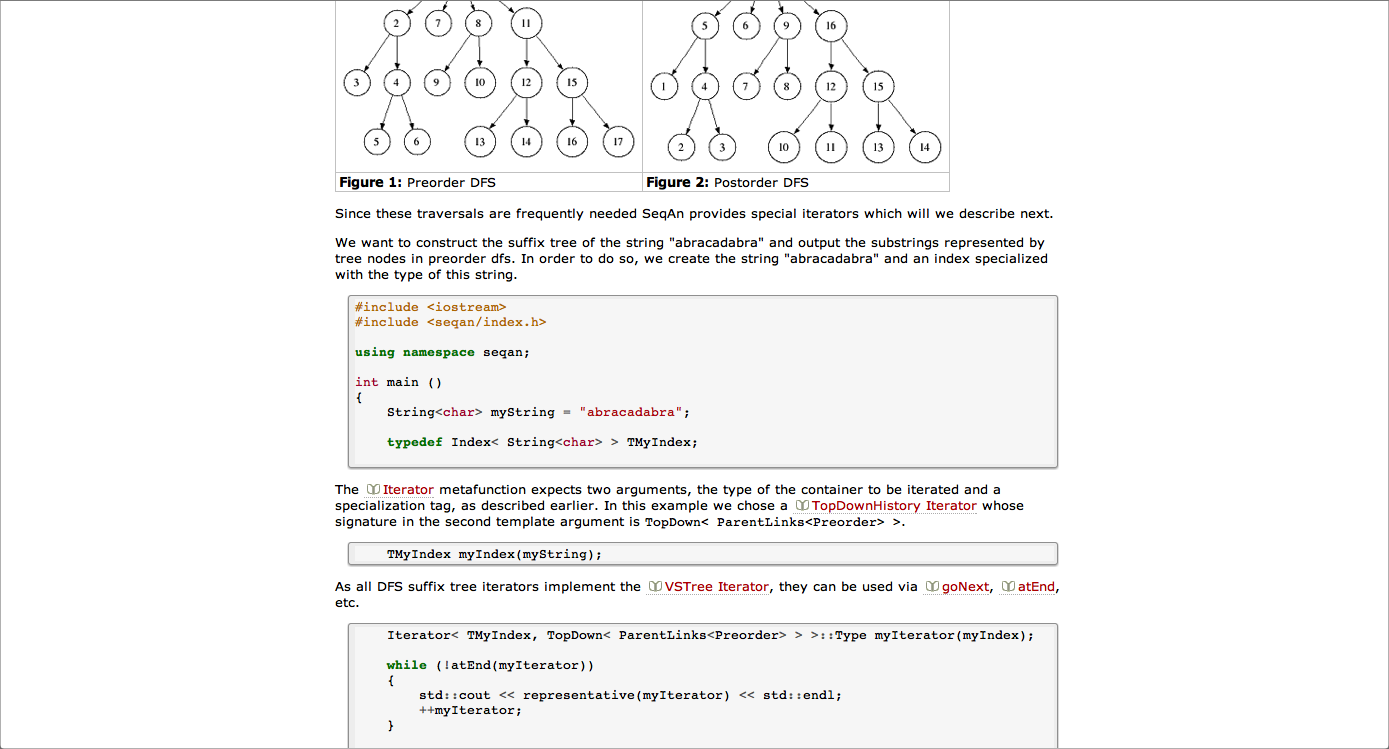 2 7 8 11
3 4 9 10 12 15
5 6 13 14 16 17
5 6 9 16
1 4 7 8 12 15
2 3 10 11 13 14
Figure 1: Preorder DFS
Figure 2: Postorder DFS
Since these traversals are frequently needed SeqAn provides special iterators which will we describe next.
We want to construct the suffix tree of the string "abracadabra" and output the substrings represented by
tree nodes in preorder dfs. In order to do so, we create the string "abracadabra" and an index specialized
with the type of this string.
#include <iostream>
#include <seqan/index.h>
using namespace seqan;
int main ()
{
String<char> myString = "abracadabra";
typedef Index< String<char> > TMyIndex;
The Iterator metafunction expects two arguments, the type of the container to be iterated and a
specialization tag, as described earlier. In this example we chose a TopDownHistory Iterator whose
signature in the second template argument is TopDown< ParentLinks<Preorder> >.
TMyIndex myIndex(myString);
As all DFS suffix tree iterators implement the VSTree Iterator, they can be used via goNext, atEnd,
etc.
Iterator< TMyIndex, TopDown< ParentLinks<Preorder> > >::Type myIterator(myIndex);
while (!atEnd(myIterator))
{
std::cout << representative(myIterator) << std::endl;
++myIterator;
}